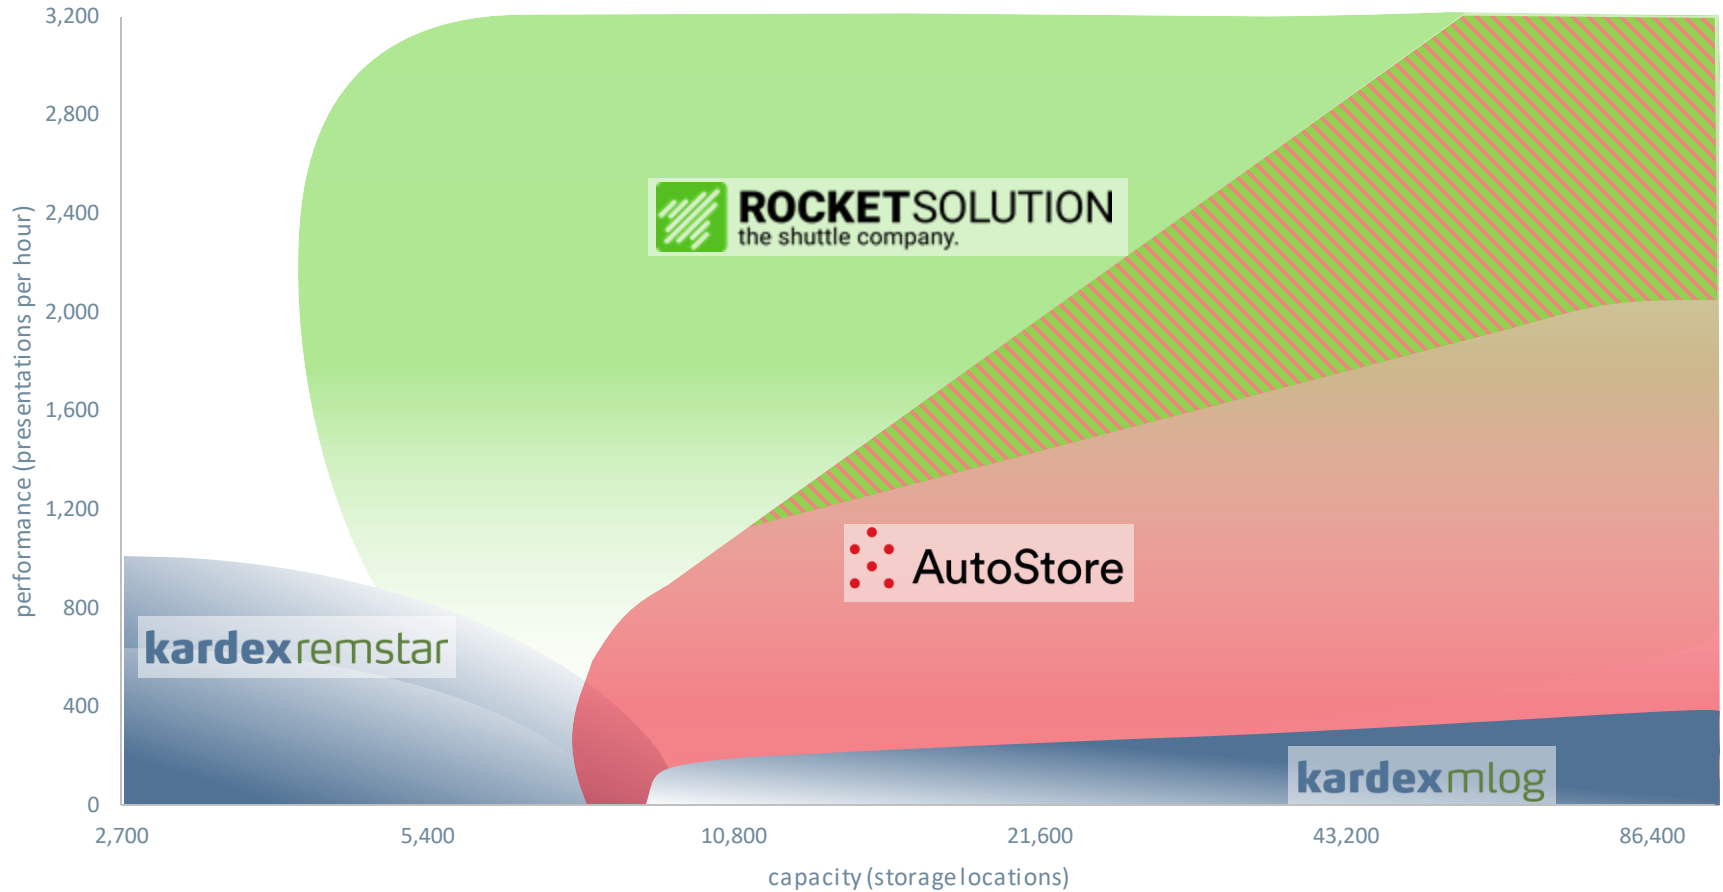 3,200
2,800
2,400
2,000
1,600
1,200
800
400
0
performance (presentations per hour)
ROCKETSOLUTION
the shuttle company.
AutoStore
kardexremstar
kardexmlog
2,700 5,400 10,800 21,600 43,200 86,400
capacity (storage locations)